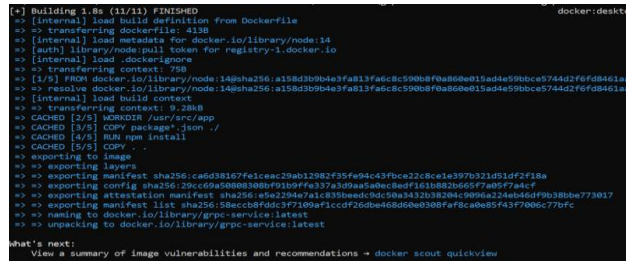 [+] Building 1.8s (11/11) FINISHED docker:deskto
=> [internal] load build definition from Dockerfile
=> => transferring dockerfile: 413B
=> [internal] load metadata for docker.io/library/node:14
=> [auth] library/node:pull token for registry-1.docker.io
=> [internal] load .dockerignore
=> => transferring context: 75B
=> [1/5] FROM docker.io/library/node:14@sha256:a158d3b9b4e3fa813fa6c8c590b8f0a860e015ad4e59bbce5744d2f6fd8461aa
=> => resolve docker.io/library/node:14@sha256:a158d3b9b4e3fa813fa6c8c590b8f0a860e015ad4e59bbce5744d2f6fd8461aa
=> [internal] load build context
=> => transferring context: 9.28kB
=> CACHED [2/5] WORKDIR /usr/src/app
=> CACHED [3/5] COPY package*.json ./
=> CACHED [4/5] RUN npm install
=> CACHED [5/5] COPY . .
=> exporting to image
=> => exporting layers
=> => exporting manifest sha256:ca6d38167fe1ceac29ab12982f35fe94c43fbce22c8ce1e397b321d51df2f18a
=> => exporting config sha256:29cc69a50808308bf91b9ffe337a3d9aa5a0ec8edf161b882b665f7a05f7a4cf
=> => exporting attestation manifest sha256:e5e2294e7a1c835beedc9dc50a3432b4204c9096a224eb46df9b38bbe773017
=> => exporting manifest list sha256:58eccb8fddc3f7109af1ccdf26dbe468d60e0308faf8ca0e85f43f7006c77bfc
=> => naming to docker.io/library/grpc-service:latest
=> => unpacking to docker.io/library/grpc-service:latest
What's next:
View a summary of image vulnerabilities and recommendations → docker scout quickview